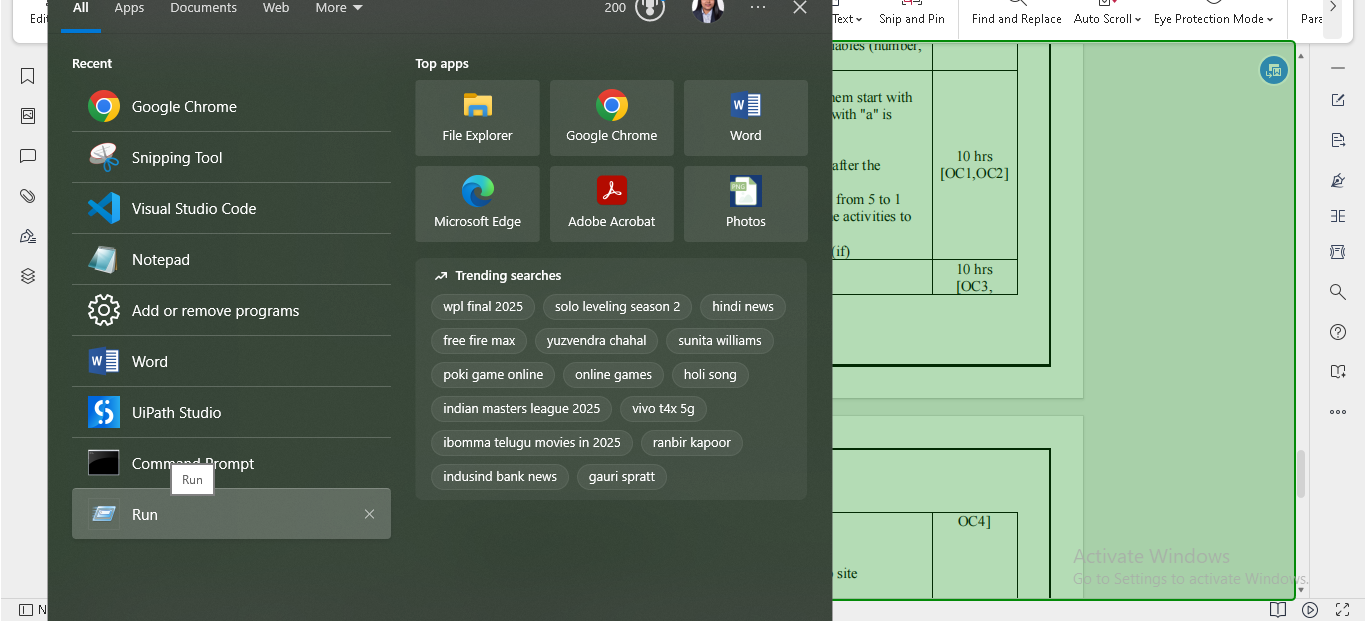 All Apps Documents Web More 200
Edi
Text Snip and Pin Find and Replace Auto Scroll Eye Protection Mode Para
Recent
Google Chrome
Snipping Tool
Visual Studio Code
Notepad
Add or remove programs
Word
UiPath Studio
Command Prompt
Run
Run
Top apps
File Explorer
Google Chrome
Word
Microsoft Edge
Adobe Acrobat
Photos
Trending searches
wpl final 2025 solo leveling season 2 hindi news
free fire max yuzvendra chahal sunita williams
poki game online online games holi song
indian masters league 2025 vivo t4x 5g
ibomma telugu movies in 2025 ranbir kapoor
indusind bank news gauri spratt
(number,
em start with
with "a" is
after the
from 5 to 1
e activities to
(if)
10 hrs
[OC1,OC2]
10 hrs
[OC3,
OC4]
site
Activate Windows
Go to Settings to activate Windows.
N